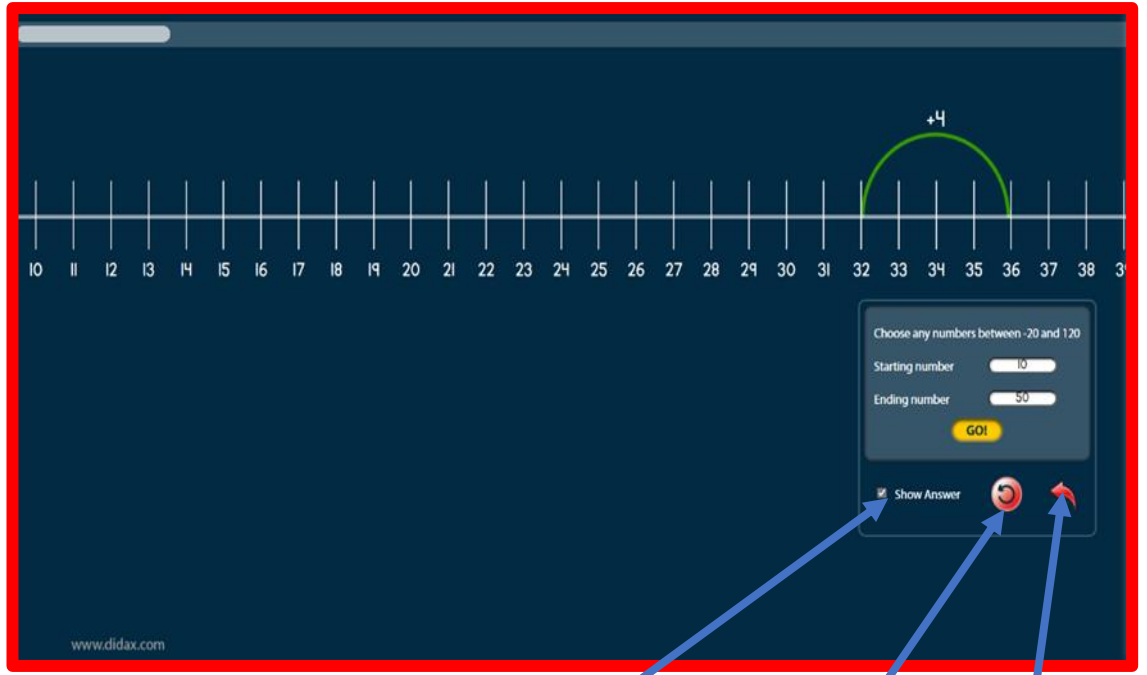 +4
10 11 12 13 14 15 16 17 18 19 20 21 22 23 24 25 26 27 28 29 30 31 32 33 34 35 36 37 38
Choose any numbers between -20 and 120
Starting number 10
Ending number 50
GO!
Show Answer
www.didax.com